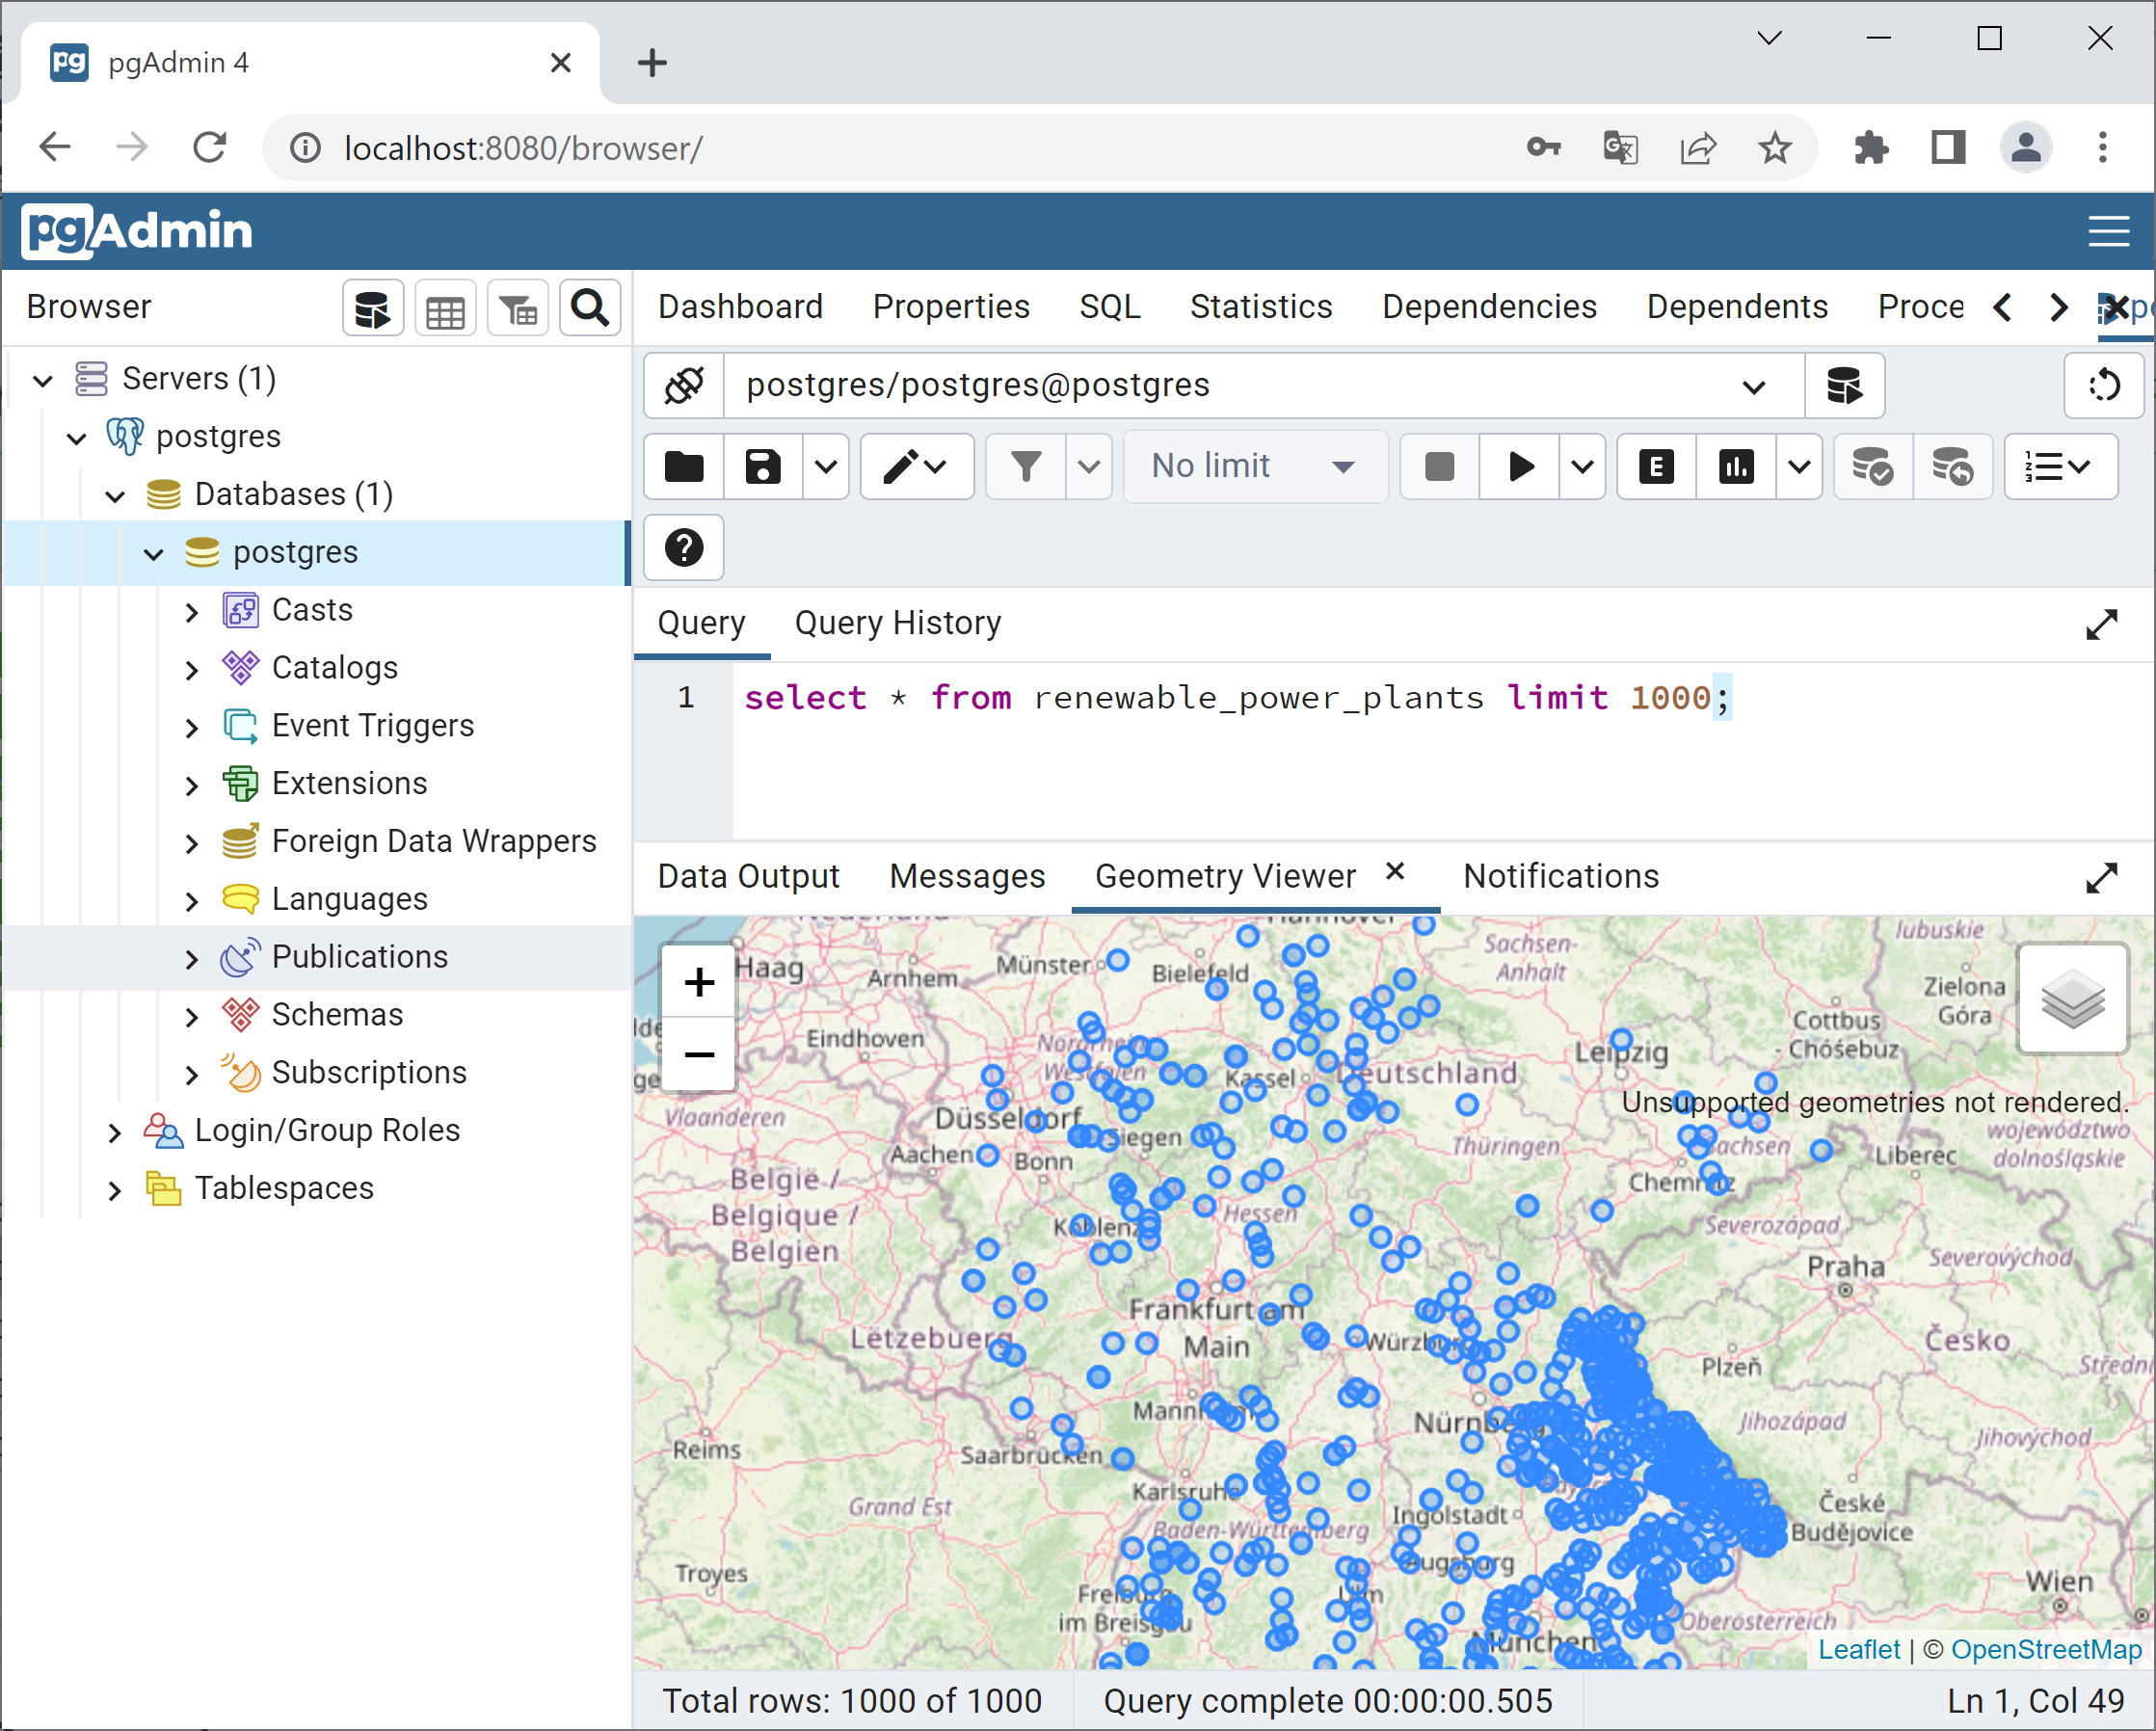 pgAdmin 4
localhost:8080/browser/
pgAdmin
Browser
Dashboard Properties SQL Statistics Dependencies Dependents Proce
Servers (1)
postgres
Databases (1)
postgres
Casts
Catalogs
Event Triggers
Extensions
Foreign Data Wrappers
Languages
Publications
Schemas
Subscriptions
Login/Group Roles
Tablespaces
postgres/postgres@postgres
No limit
Query Query History
1 select * from renewable_power_plants limit 1000;
Data Output Messages Geometry Viewer Notifications
Nederland
Hannover
lubuskie
Haag
Arnhem
Münster
Bielefeld
Sachsen-
Anhalt
Zielona
Góra
Eindhoven
Cottbus
- Chóśebuz
Nordrhein
Westfalen
Kassel
Deutschland
Leipzig
Vlaanderen
Düsseldorf
Siegen
Thüringen
Unsupported geometries not rendered.
województwo
dolnośląskie
Sachsen
Liberec
Aachen
Bonn
België /
Belgique /
Belgien
Chemnitz
Koblenz
Hessen
Severozápad
Severovýchod
Praha
Frankfurt am
Main
Lëtzebuerg
Würzburg
Česko
Plzeň
Středn
Mannheim
Nürnberg
Jihozápad
Jihovýchod
Reims
Saarbrücken
Karlsruhe
Grand Est
Baden-Württemberg
Ingolstadt
České
Budějovice
Augsburg
Troyes
Freiburg
im Breisgau
Ulm
Wien
Oberösterreich
München
Leaflet | © OpenStreetMap
Total rows: 1000 of 1000 Query complete 00:00:00.505 Ln 1, Col 49